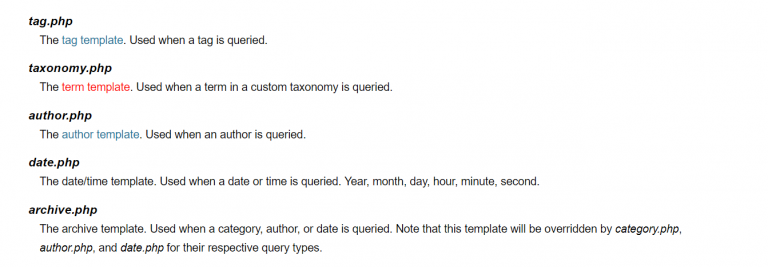 tag.php
The tag template. Used when a tag is queried.
taxonomy.php
The term template. Used when a term in a custom taxonomy is queried.
author.php
The author template. Used when an author is queried.
date.php
The date/time template. Used when a date or time is queried. Year, month, day, hour, minute, second.
archive.php
The archive template. Used when a category, author, or date is queried. Note that this template will be overridden by category.php,
author.php, and date.php for their respective query types.